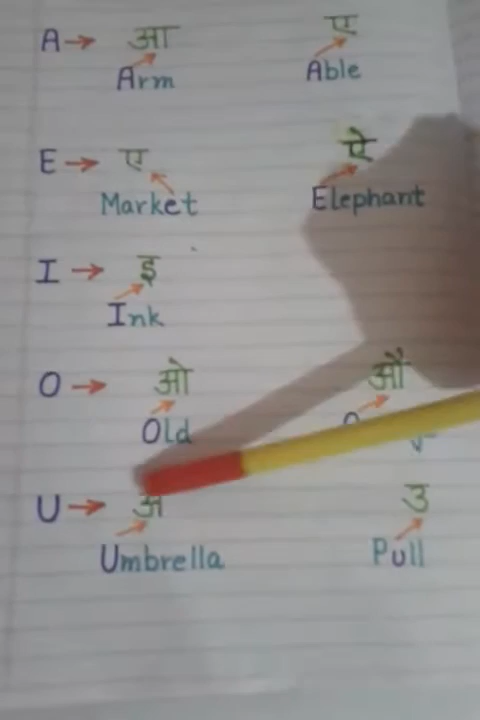 A → आ ए
Arm Able
E → ए ऐ
Market Elephant
I → इ
Ink
O → ओ औ
Old
U → अ उ
Umbrella Pull